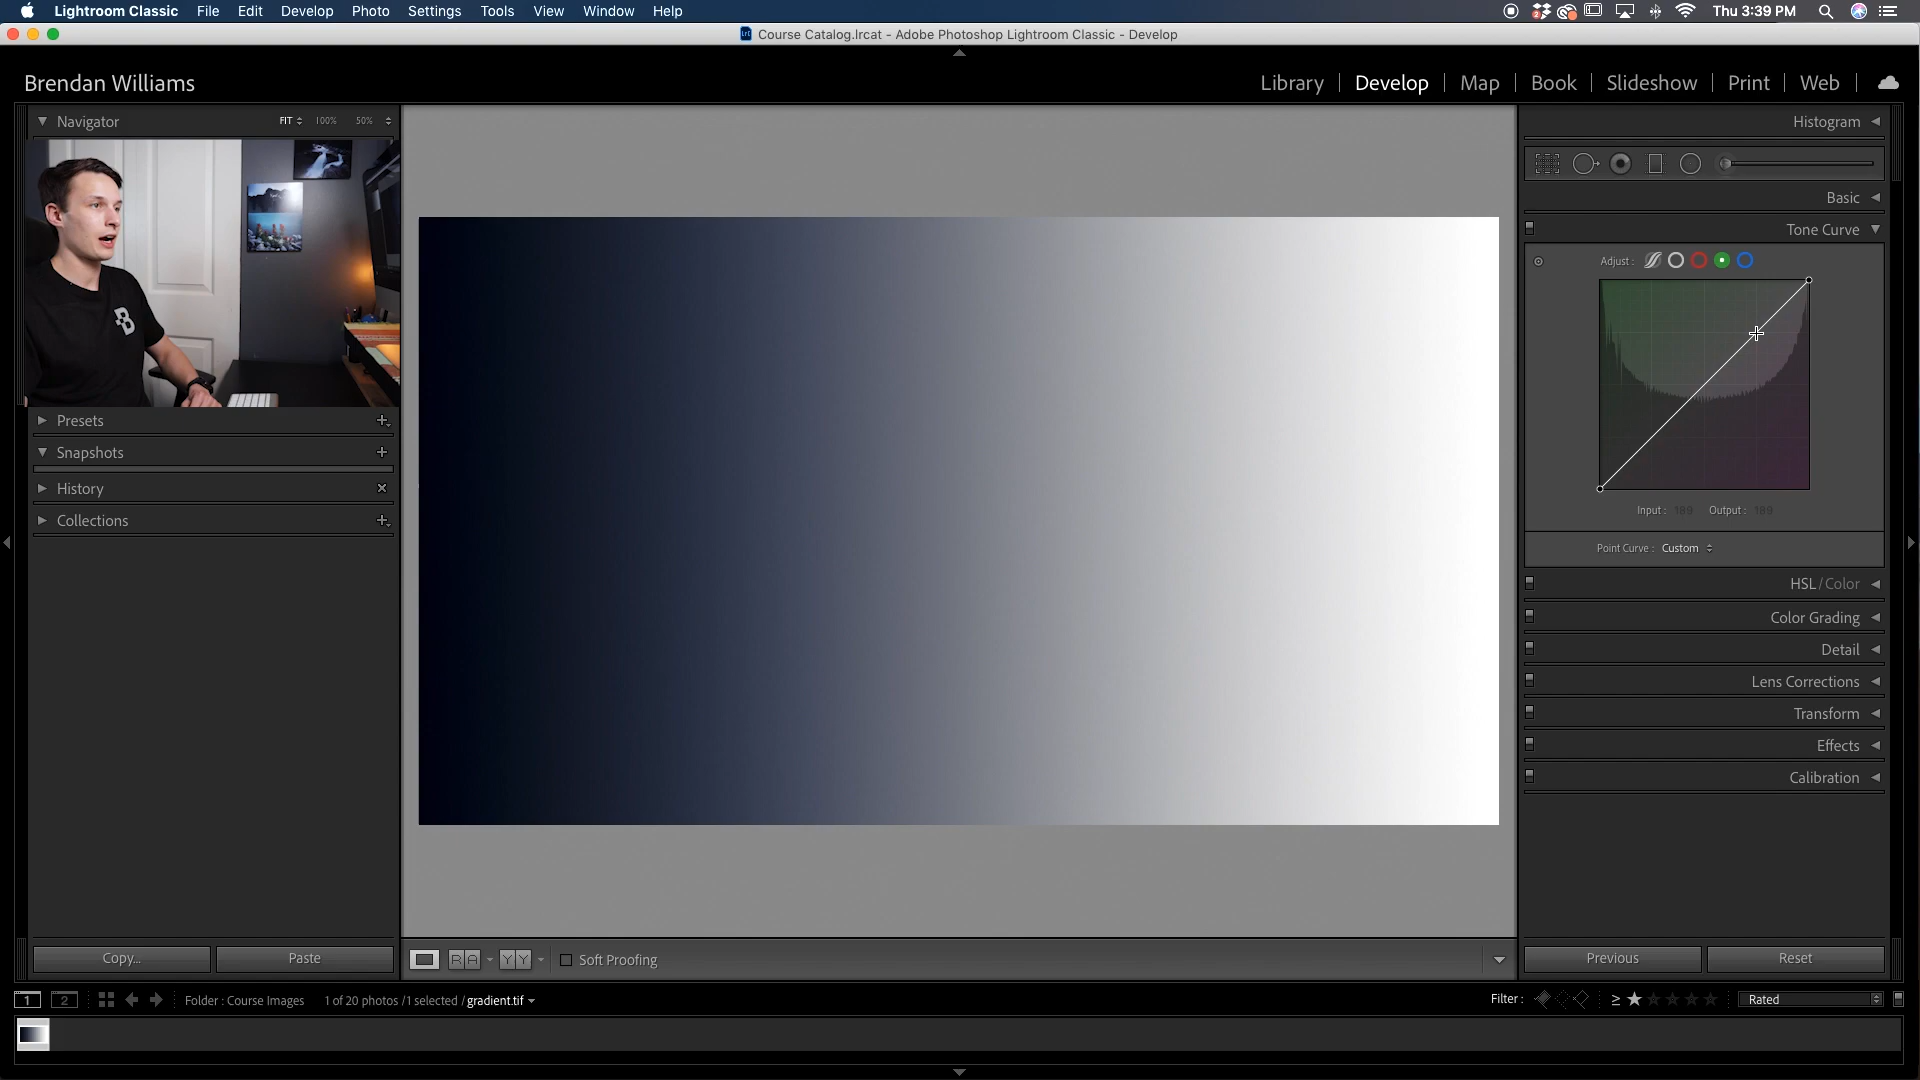 Lightroom Classic File Edit Develop Photo Settings Tools View Window Help
Thu 3:39 PM
Course Catalog.lrcat - Adobe Photoshop Lightroom Classic - Develop
Brendan Williams
Library | Develop | Map | Book | Slideshow | Print | Web
Navigator FIT 100% 50%
Histogram
Basic
Tone Curve
Adjust :
Input : 189 Output : 189
Point Curve : Custom
Presets
Snapshots
History
Collections
HSL / Color
Color Grading
Detail
Lens Corrections
Transform
Effects
Calibration
Copy... Paste
R A Y Y Soft Proofing
Previous Reset
1 2 Folder : Course Images 1 of 20 photos / 1 selected / gradient.tif
Filter : ≥ Rated